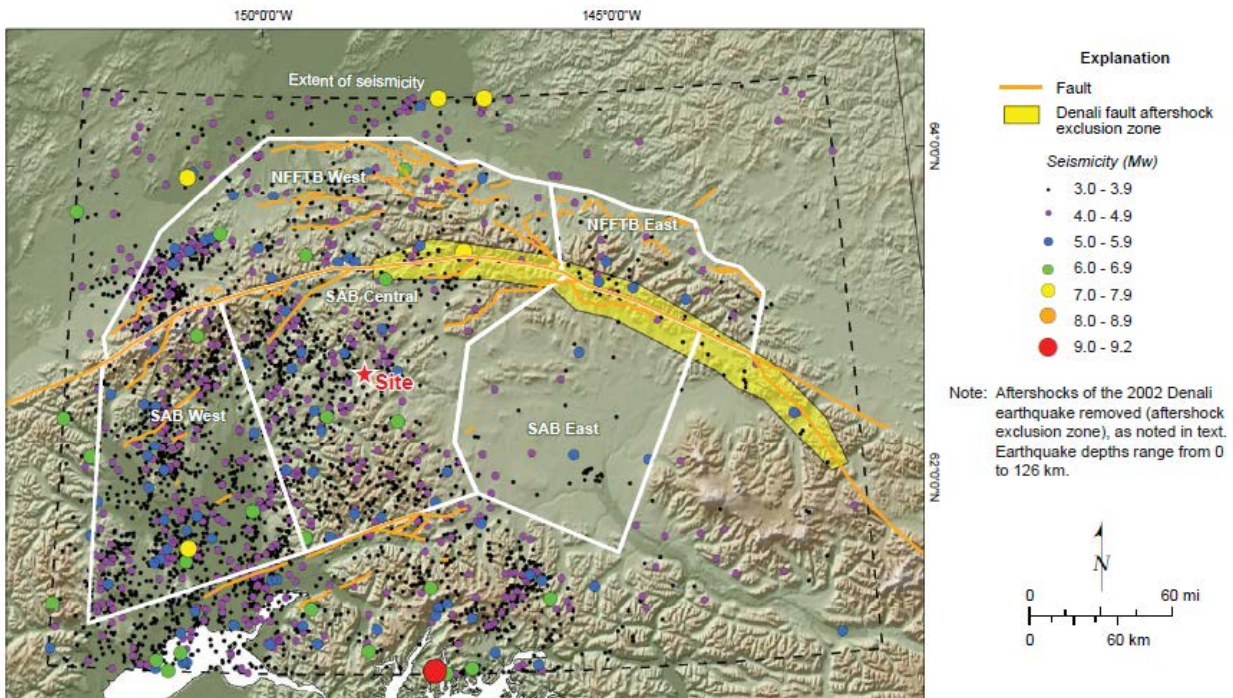 150°0'0"W
145°0'0"W
Extent of seismicity
64°0'0"N
NFFTB West
NFFTB East
SAB Central
Site
SAB West
SAB East
62°0'0"N
Explanation
Fault
Denali fault aftershock
exclusion zone
Seismicity (Mw)
3.0 - 3.9
4.0 - 4.9
5.0 - 5.9
6.0 - 6.9
7.0 - 7.9
8.0 - 8.9
9.0 - 9.2
Note: Aftershocks of the 2002 Denali
earthquake removed (aftershock
exclusion zone), as noted in text.
Earthquake depths range from 0
to 126 km.
N
0 60 mi
0 60 km